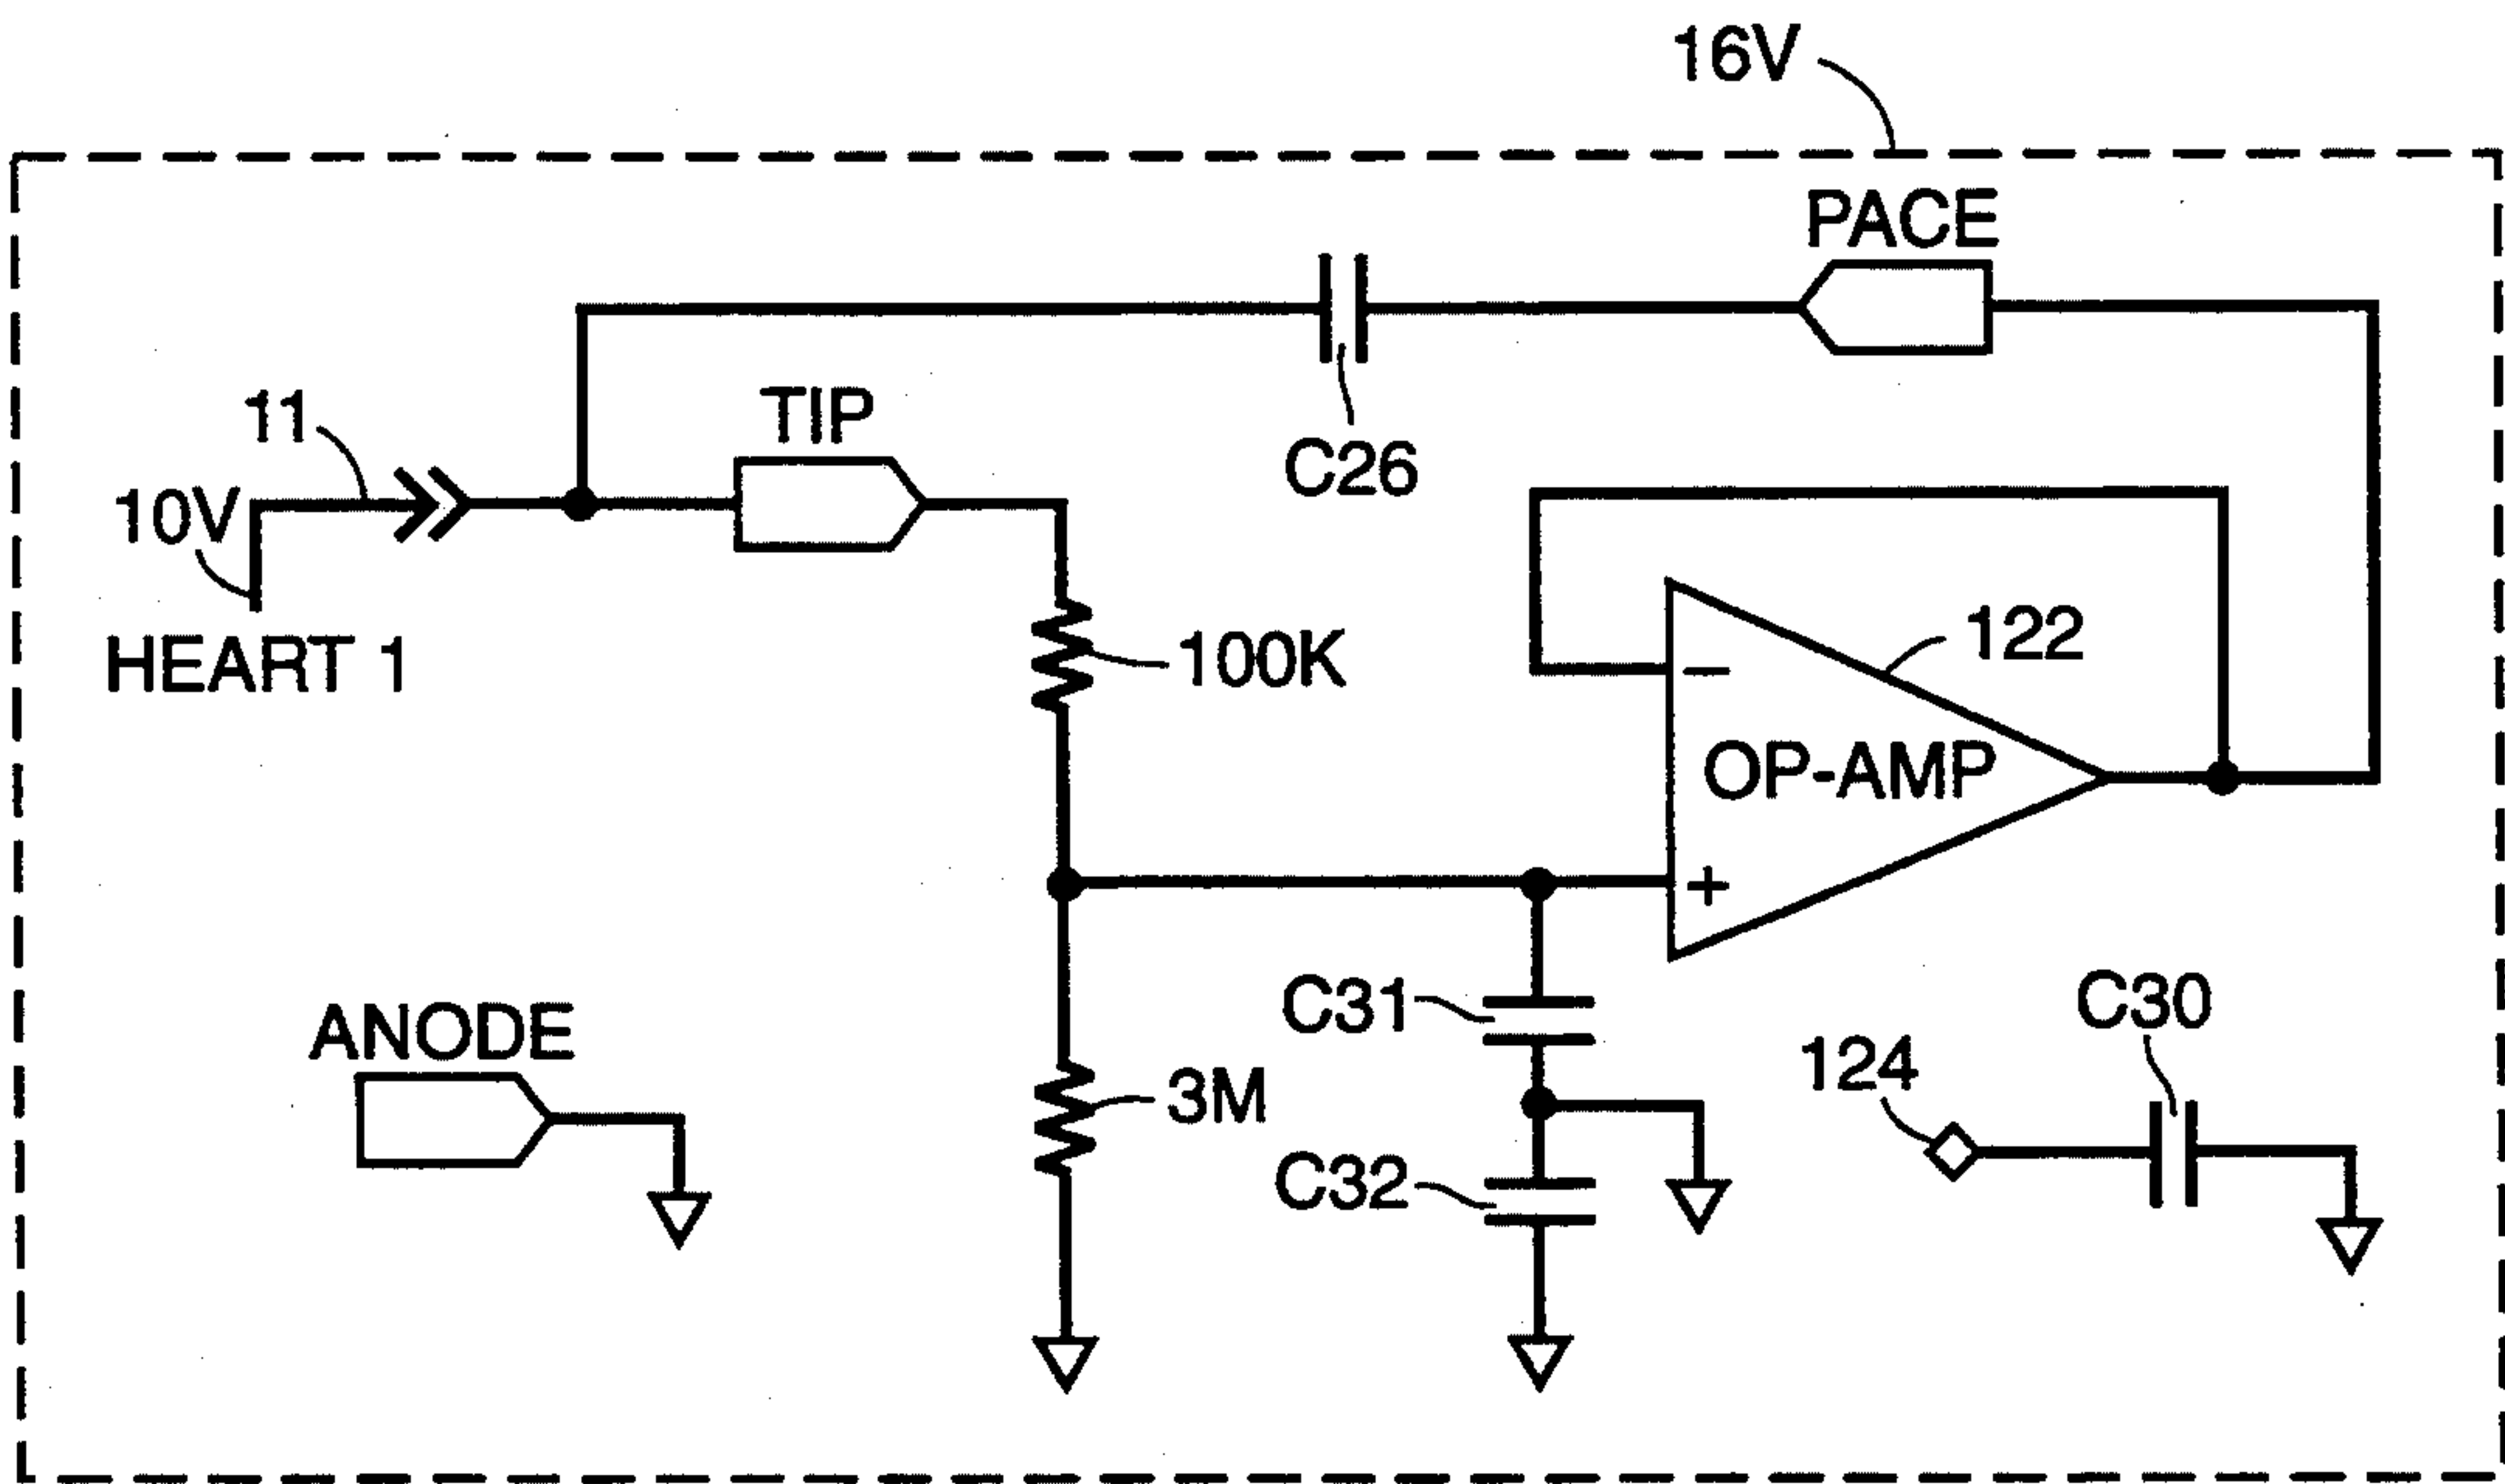 16V
PACE
C26
TIP
11
10V
HEART 1
100K
122
OP-AMP
−
+
ANODE
3M
C31
C32
124
C30